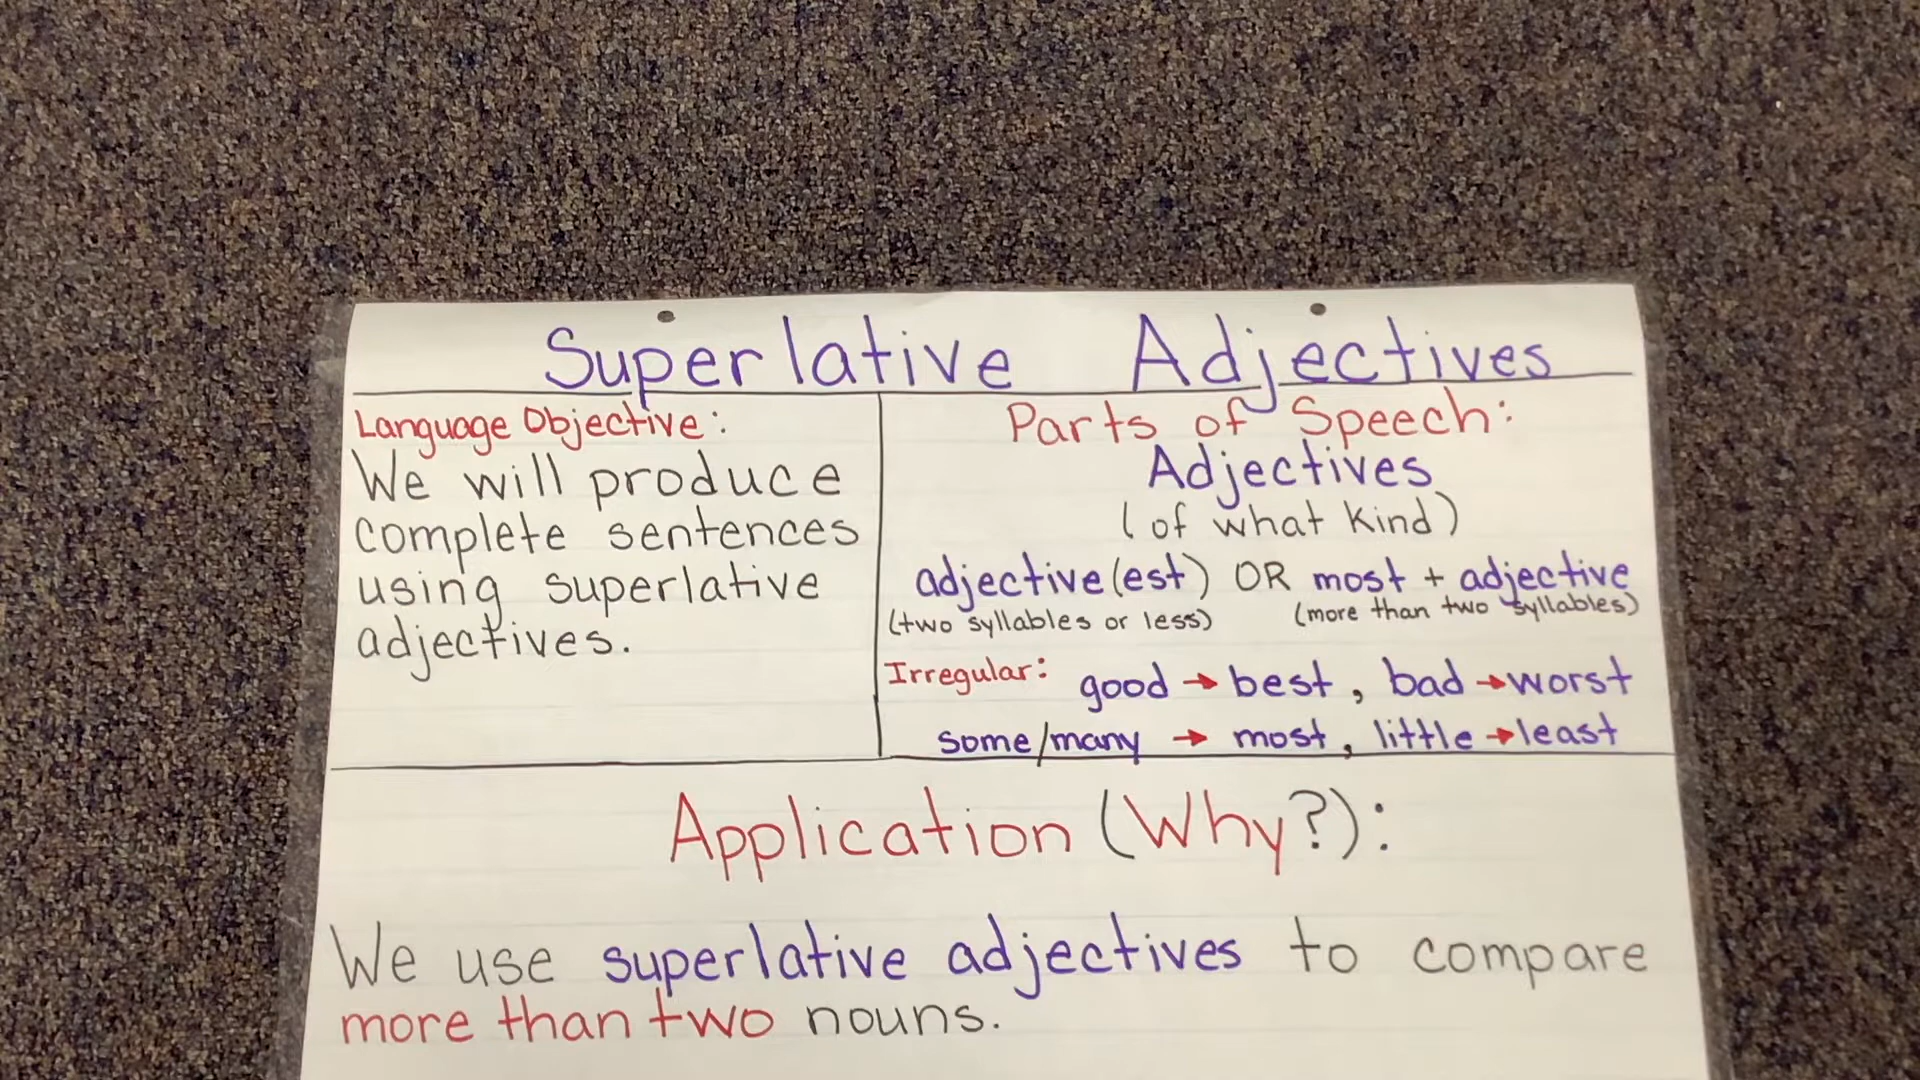 Superlative Adjectives
Language Objective:
We will produce
complete sentences
using superlative
adjectives.
Parts of Speech:
Adjectives
(of what kind)
adjective(est) OR most + adjective
(two syllables or less) (more than two syllables)
Irregular: good → best, bad → worst
some/many → most, little → least
Application (Why?):
We use superlative adjectives to compare
more than two nouns.